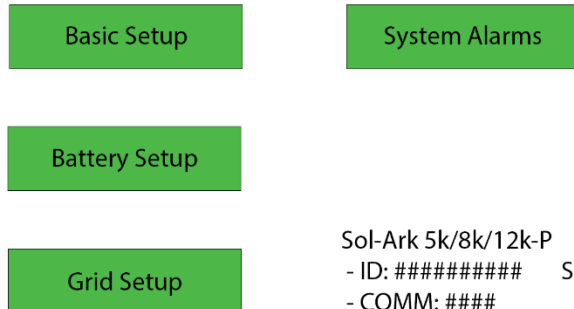 Basic Setup
System Alarms
Battery Setup
Grid Setup
Sol-Ark 5k/8k/12k-P
- ID: ########## S
- COMM: ####